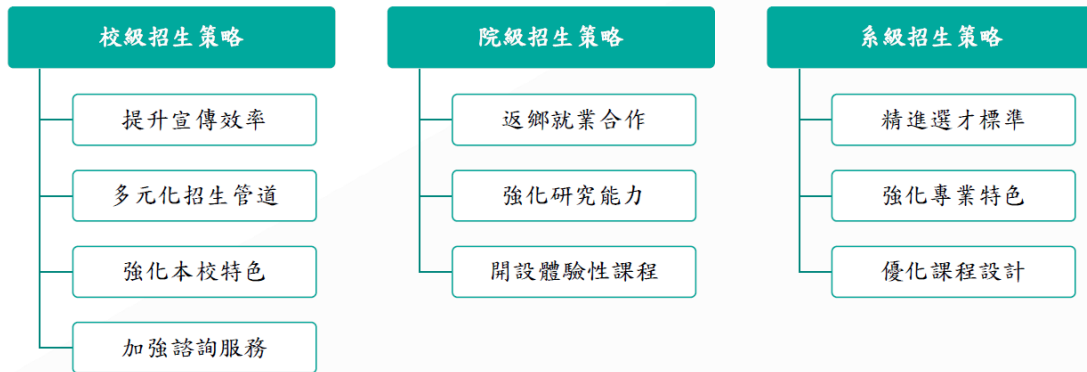 校級招生策略
提升宣傳效率
多元化招生管道
強化本校特色
加強諮詢服務
院級招生策略
返鄉就業合作
強化研究能力
開設體驗性課程
系級招生策略
精進選才標準
強化專業特色
優化課程設計